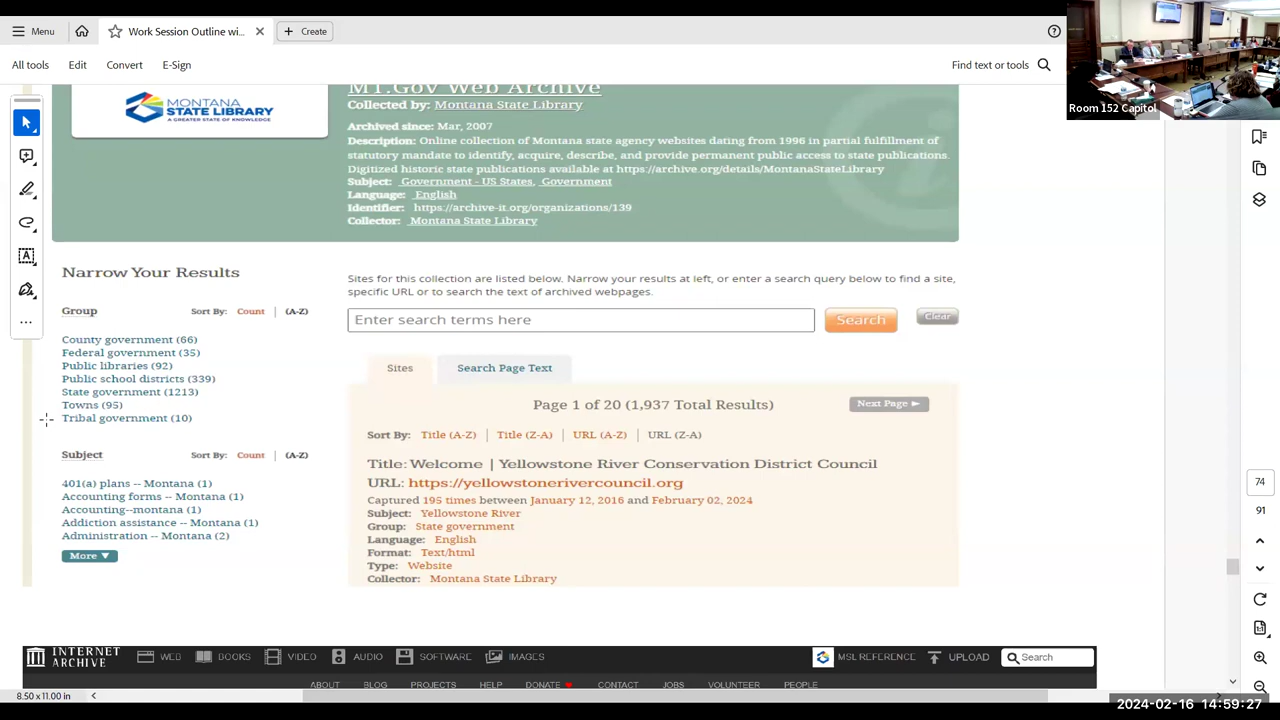 Menu
Work Session Outline wi...
Create
All tools
Edit
Convert
E-Sign
Find text or tools
Room 152 Capitol
MONTANA
STATE LIBRARY
A GREATER STATE OF KNOWLEDGE
MT.Gov Web Archive
Collected by: Montana State Library
Archived since: Mar, 2007
Description: Online collection of Montana state agency websites dating from 1996 in partial fulfillment of
statutory mandate to identify, acquire, describe, and provide permanent public access to state publications.
Digitized historic state publications available at https://archive.org/details/MontanaStateLibrary
Subject: Government - US States, Government
Language: English
Identifier: https://archive-it.org/organizations/139
Collector: Montana State Library
Narrow Your Results
Group Sort By: Count | (A-Z)
County government (66)
Federal government (35)
Public libraries (92)
Public school districts (339)
State government (1213)
Towns (95)
Tribal government (10)
Subject Sort By: Count | (A-Z)
401(a) plans -- Montana (1)
Accounting forms -- Montana (1)
Accounting--montana (1)
Addiction assistance -- Montana (1)
Administration -- Montana (2)
More ▼
Sites for this collection are listed below. Narrow your results at left, or enter a search query below to find a site,
specific URL or to search the text of archived webpages.
Enter search terms here
Search
Clear
Sites
Search Page Text
Page 1 of 20 (1,937 Total Results)
Next Page ►
Sort By: Title (A-Z) | Title (Z-A) | URL (A-Z) | URL (Z-A)
Title: Welcome | Yellowstone River Conservation District Council
URL: https://yellowstonerivercouncil.org
Captured 195 times between January 12, 2016 and February 02, 2024
Subject: Yellowstone River
Group: State government
Language: English
Format: Text/html
Type: Website
Collector: Montana State Library
74
91
INTERNET
ARCHIVE
WEB
BOOKS
VIDEO
AUDIO
SOFTWARE
IMAGES
MSL REFERENCE
UPLOAD
Search
ABOUT
BLOG
PROJECTS
HELP
DONATE
CONTACT
JOBS
VOLUNTEER
PEOPLE
8.50 x 11.00 in
2024-02-16 14:59:27